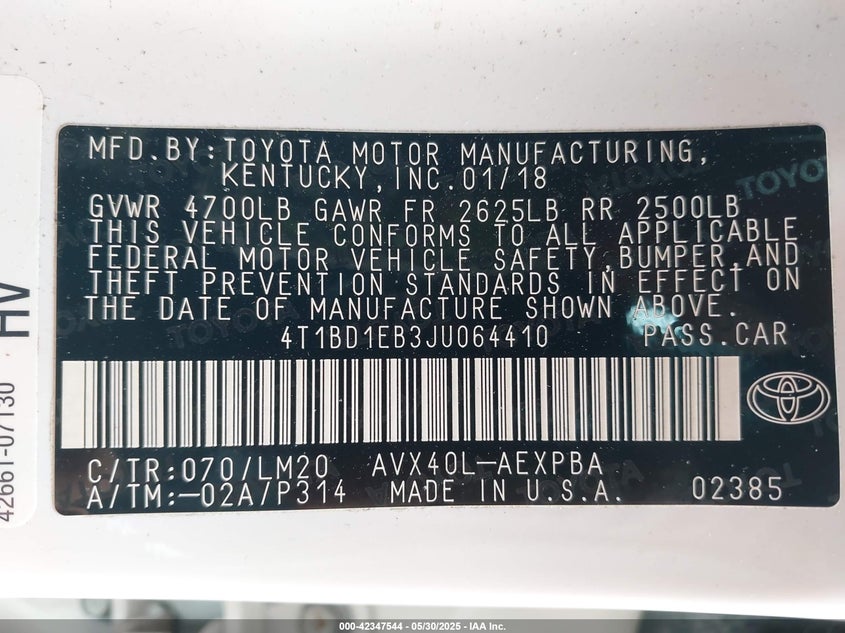 MFD.BY:TOYOTA MOTOR MANUFACTURING,
KENTUCKY,INC.01/18
GVWR 4700LB GAWR FR 2625LB RR 2500LB
THIS VEHICLE CONFORMS TO ALL APPLICABLE
FEDERAL MOTOR VEHICLE SAFETY,BUMPER,AND
THEFT PREVENTION STANDARDS IN EFFECT ON
THE DATE OF MANUFACTURE SHOWN ABOVE.
4T1BD1EB3JU064410 PASS.CAR
C/TR:070/LM20 AVX40L-AEXPBA
A/TM:-02A/P314 MADE IN U.S.A. 02385
HV
42661-07130
000-42347544 — 05/30/2025 — IAA Inc.